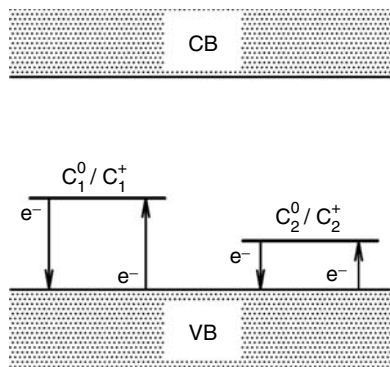 CB
C₁⁰ / C₁⁺
C₂⁰ / C₂⁺
e⁻
e⁻
e⁻
e⁻
VB